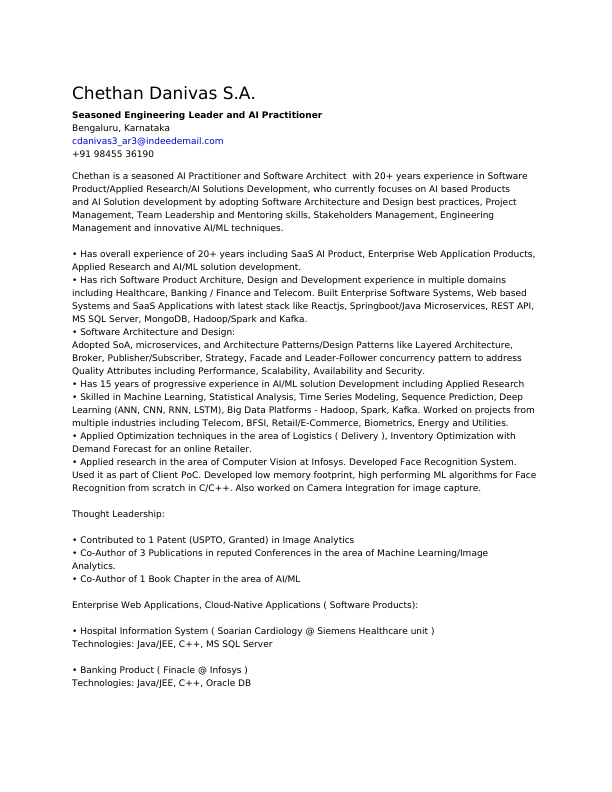 Chethan Danivas S.A.
Seasoned Engineering Leader and AI Practitioner
Bengaluru, Karnataka
cdanivas3_ar3@indeedemail.com
+91 98455 36190
Chethan is a seasoned AI Practitioner and Software Architect  with 20+ years experience in Software
Product/Applied Research/AI Solutions Development, who currently focuses on AI based Products
and AI Solution development by adopting Software Architecture and Design best practices, Project
Management, Team Leadership and Mentoring skills, Stakeholders Management, Engineering
Management and innovative AI/ML techniques.
• Has overall experience of 20+ years including SaaS AI Product, Enterprise Web Application Products,
Applied Research and AI/ML solution development.
• Has rich Software Product Architure, Design and Development experience in multiple domains
including Healthcare, Banking / Finance and Telecom. Built Enterprise Software Systems, Web based
Systems and SaaS Applications with latest stack like Reactjs, Springboot/Java Microservices, REST API,
MS SQL Server, MongoDB, Hadoop/Spark and Kafka.
• Software Architecture and Design:
Adopted SoA, microservices, and Architecture Patterns/Design Patterns like Layered Architecture,
Broker, Publisher/Subscriber, Strategy, Facade and Leader-Follower concurrency pattern to address
Quality Attributes including Performance, Scalability, Availability and Security.
• Has 15 years of progressive experience in AI/ML solution Development including Applied Research
• Skilled in Machine Learning, Statistical Analysis, Time Series Modeling, Sequence Prediction, Deep
Learning (ANN, CNN, RNN, LSTM), Big Data Platforms - Hadoop, Spark, Kafka. Worked on projects from
multiple industries including Telecom, BFSI, Retail/E-Commerce, Biometrics, Energy and Utilities.
• Applied Optimization techniques in the area of Logistics ( Delivery ), Inventory Optimization with
Demand Forecast for an online Retailer.
• Applied research in the area of Computer Vision at Infosys. Developed Face Recognition System.
Used it as part of Client PoC. Developed low memory footprint, high performing ML algorithms for Face
Recognition from scratch in C/C++. Also worked on Camera Integration for image capture.
Thought Leadership:
• Contributed to 1 Patent (USPTO, Granted) in Image Analytics
• Co-Author of 3 Publications in reputed Conferences in the area of Machine Learning/Image
Analytics.
• Co-Author of 1 Book Chapter in the area of AI/ML
Enterprise Web Applications, Cloud-Native Applications ( Software Products):
• Hospital Information System ( Soarian Cardiology @ Siemens Healthcare unit )
Technologies: Java/JEE, C++, MS SQL Server
• Banking Product ( Finacle @ Infosys )
Technologies: Java/JEE, C++, Oracle DB